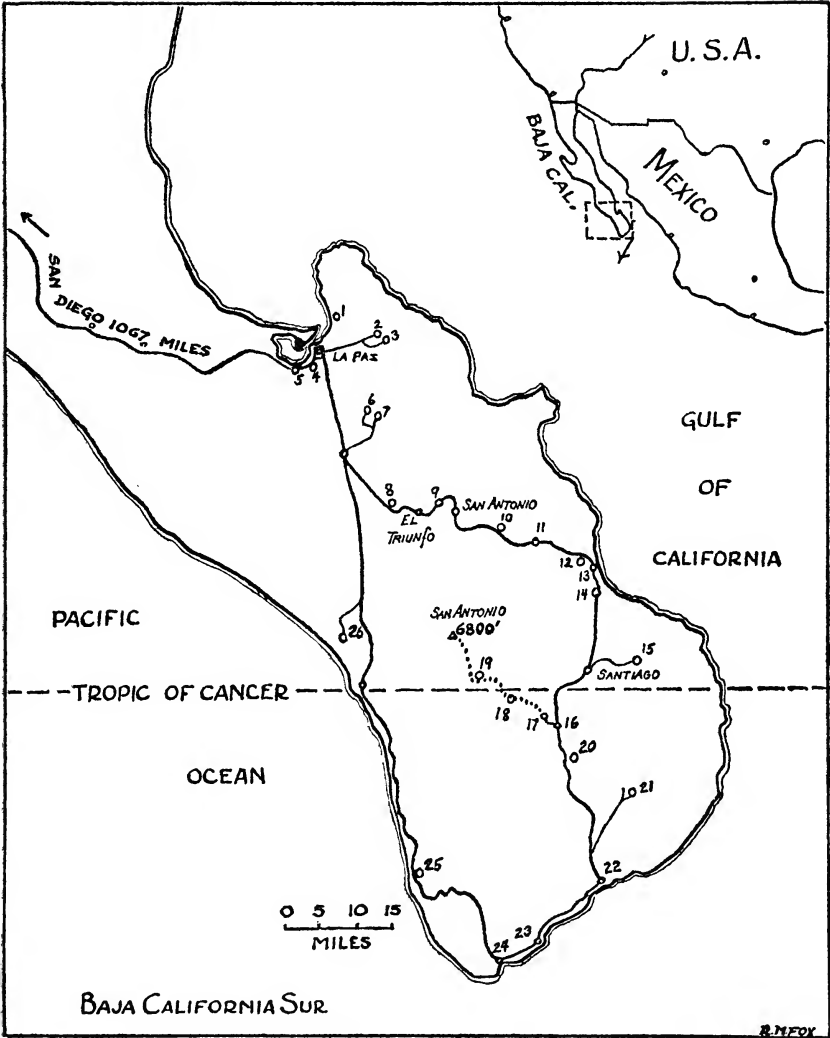 U.S.A.
BAJA CAL.
MEXICO
SAN DIEGO 1067 MILES
1
2
3
LA PAZ
5
4
6
7
GULF
OF
CALIFORNIA
8
9
SAN ANTONIO
EL
TRIUNFO
10
11
12
13
14
PACIFIC
SAN ANTONIO
6800'
26
15
19
SANTIAGO
TROPIC OF CANCER
18
17
16
OCEAN
20
21
25
22
0 5 10 15
MILES
23
24
BAJA CALIFORNIA SUR
R.M.FOX